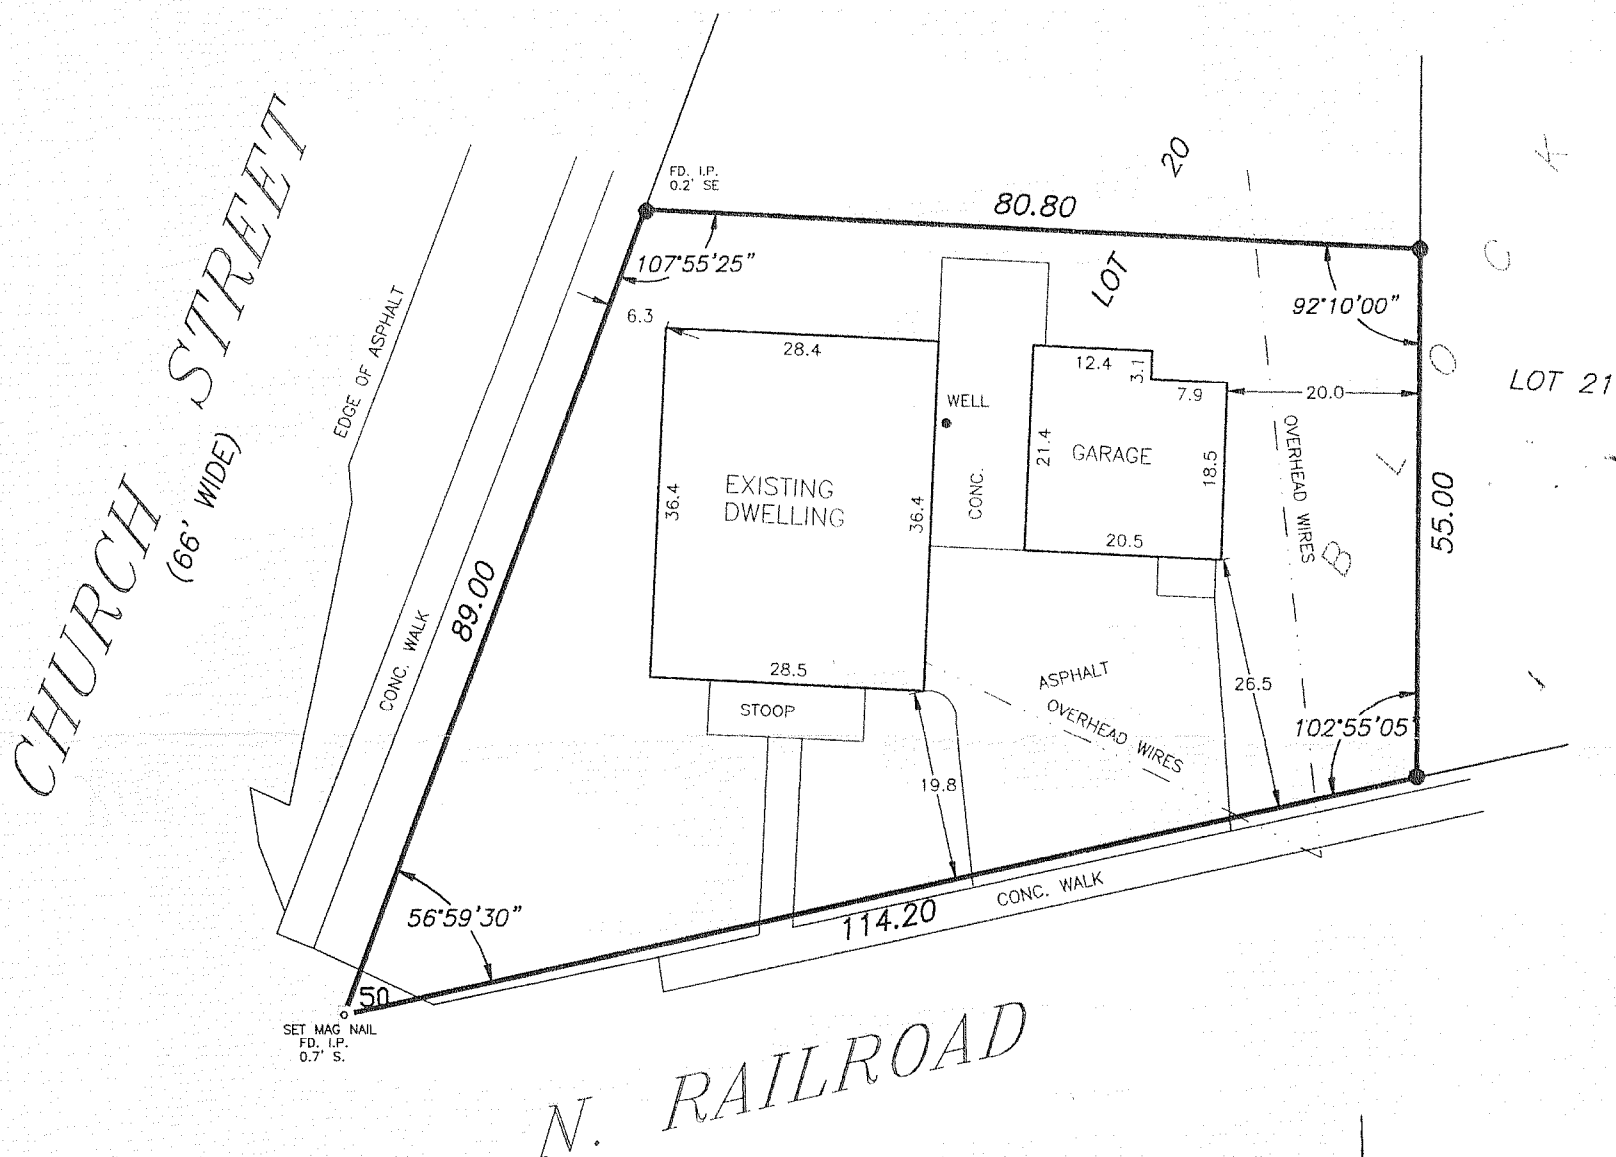 CHURCH STREET
(66' WIDE)
EDGE OF ASPHALT
CONC. WALK
89.00
FD. I.P.
0.2' SE
80.80
107°55'25"
92°10'00"
LOT 20
BLOCK
LOT 21
6.3
28.4
36.4
EXISTING
DWELLING
36.4
28.5
STOOP
WELL
CONC.
12.4
3.1
7.9
20.0
21.4
GARAGE
18.5
20.5
OVERHEAD WIRES
55.00
ASPHALT
OVERHEAD WIRES
26.5
19.8
102°55'05
56°59'30"
50
114.20
CONC. WALK
SET MAG NAIL
FD. I.P.
0.7' S.
N. RAILROAD